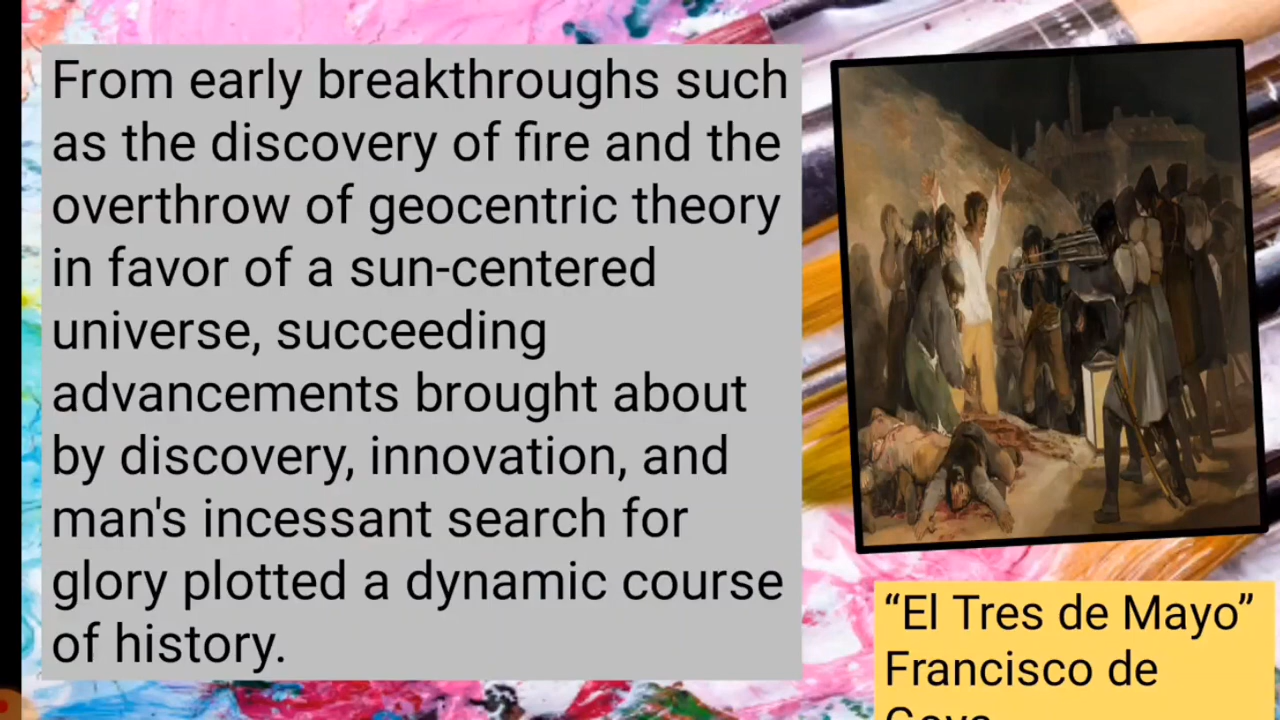 From early breakthroughs such
as the discovery of fire and the
overthrow of geocentric theory
in favor of a sun-centered
universe, succeeding
advancements brought about
by discovery, innovation, and
man's incessant search for
glory plotted a dynamic course
of history.
“El Tres de Mayo”
Francisco de
Goya